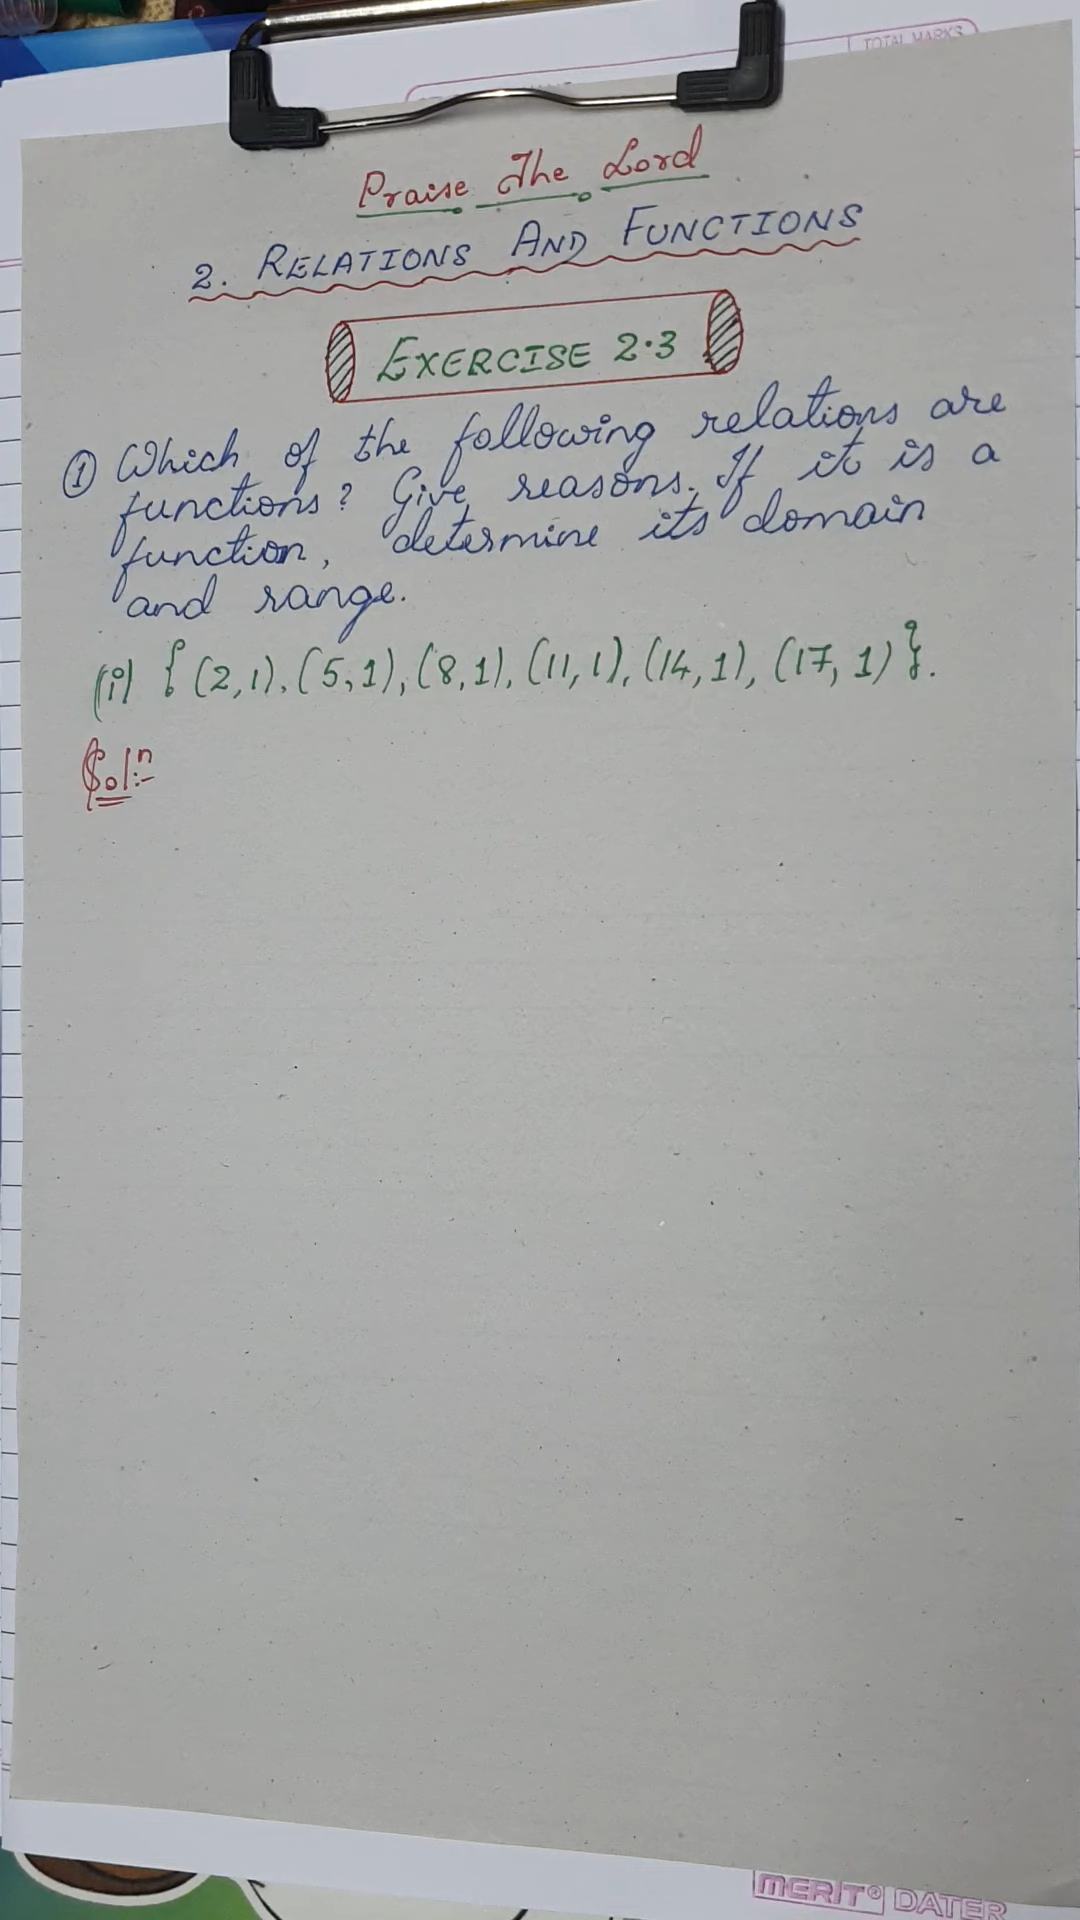 TOTAL MARKS
Praise The Lord
2. RELATIONS AND FUNCTIONS
EXERCISE 2.3
① Which of the following relations are
functions? Give reasons. If it is a
function, determine its domain
and range.
(i) {(2,1), (5,1), (8,1), (11,1), (14,1), (17,1)}.
Solⁿ:-
MERIT DATER